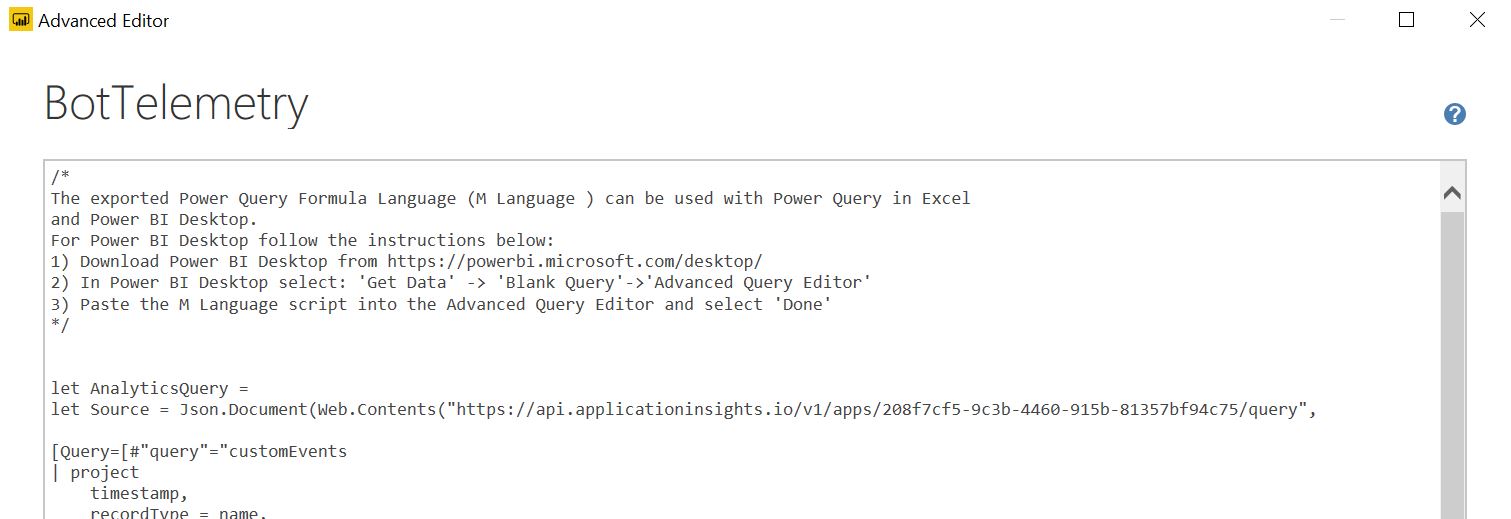 Advanced Editor
BotTelemetry
?
/*
The exported Power Query Formula Language (M Language ) can be used with Power Query in Excel
and Power BI Desktop.
For Power BI Desktop follow the instructions below:
1) Download Power BI Desktop from https://powerbi.microsoft.com/desktop/
2) In Power BI Desktop select: 'Get Data' -> 'Blank Query'->'Advanced Query Editor'
3) Paste the M Language script into the Advanced Query Editor and select 'Done'
*/
let AnalyticsQuery =
let Source = Json.Document(Web.Contents("https://api.applicationinsights.io/v1/apps/208f7cf5-9c3b-4460-915b-81357bf94c75/query",
[Query=[#"query"="customEvents
| project
timestamp,
recordType = name,